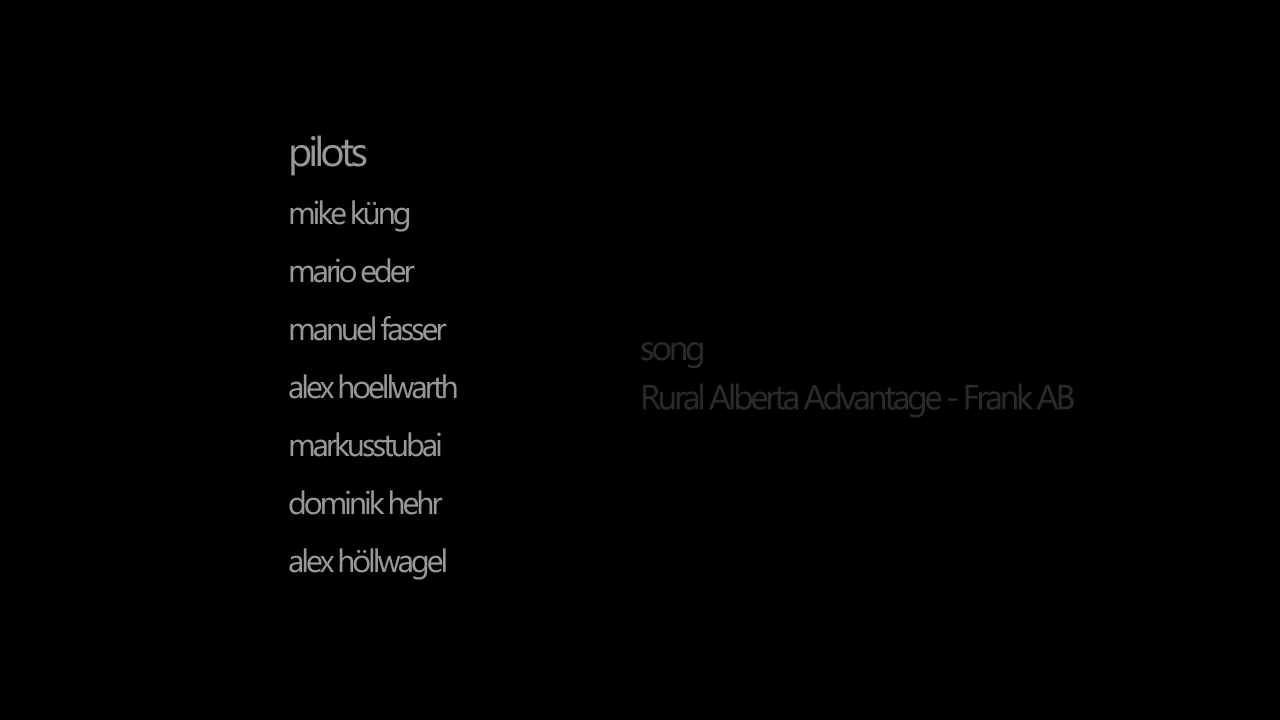 pilots
mike küng
mario eder
manuel fasser
alex hoellwarth
markusstubai
dominik hehr
alex höllwagel
song
Rural Alberta Advantage - Frank AB